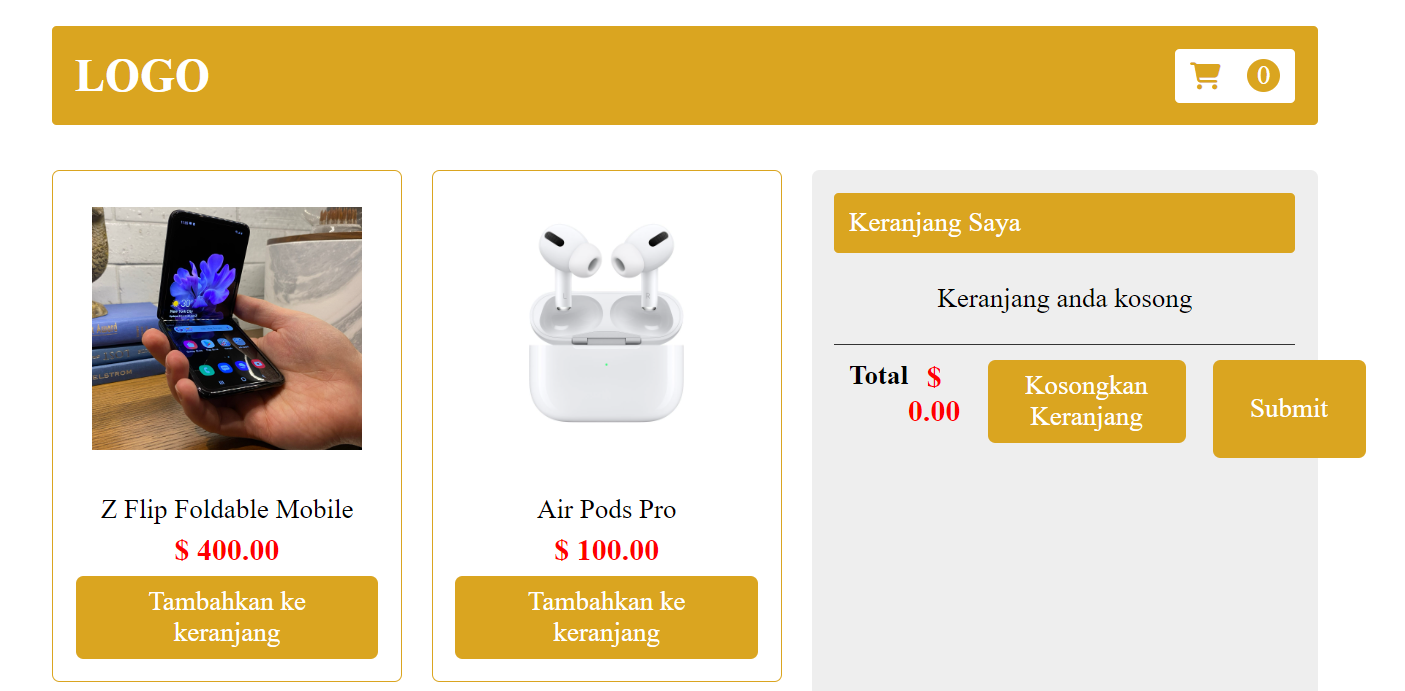 LOGO
0
Keranjang Saya
Keranjang anda kosong
Total
$
0.00
Kosongkan
Keranjang
Submit
Z Flip Foldable Mobile
$ 400.00
Tambahkan ke
keranjang
Air Pods Pro
$ 100.00
Tambahkan ke
keranjang